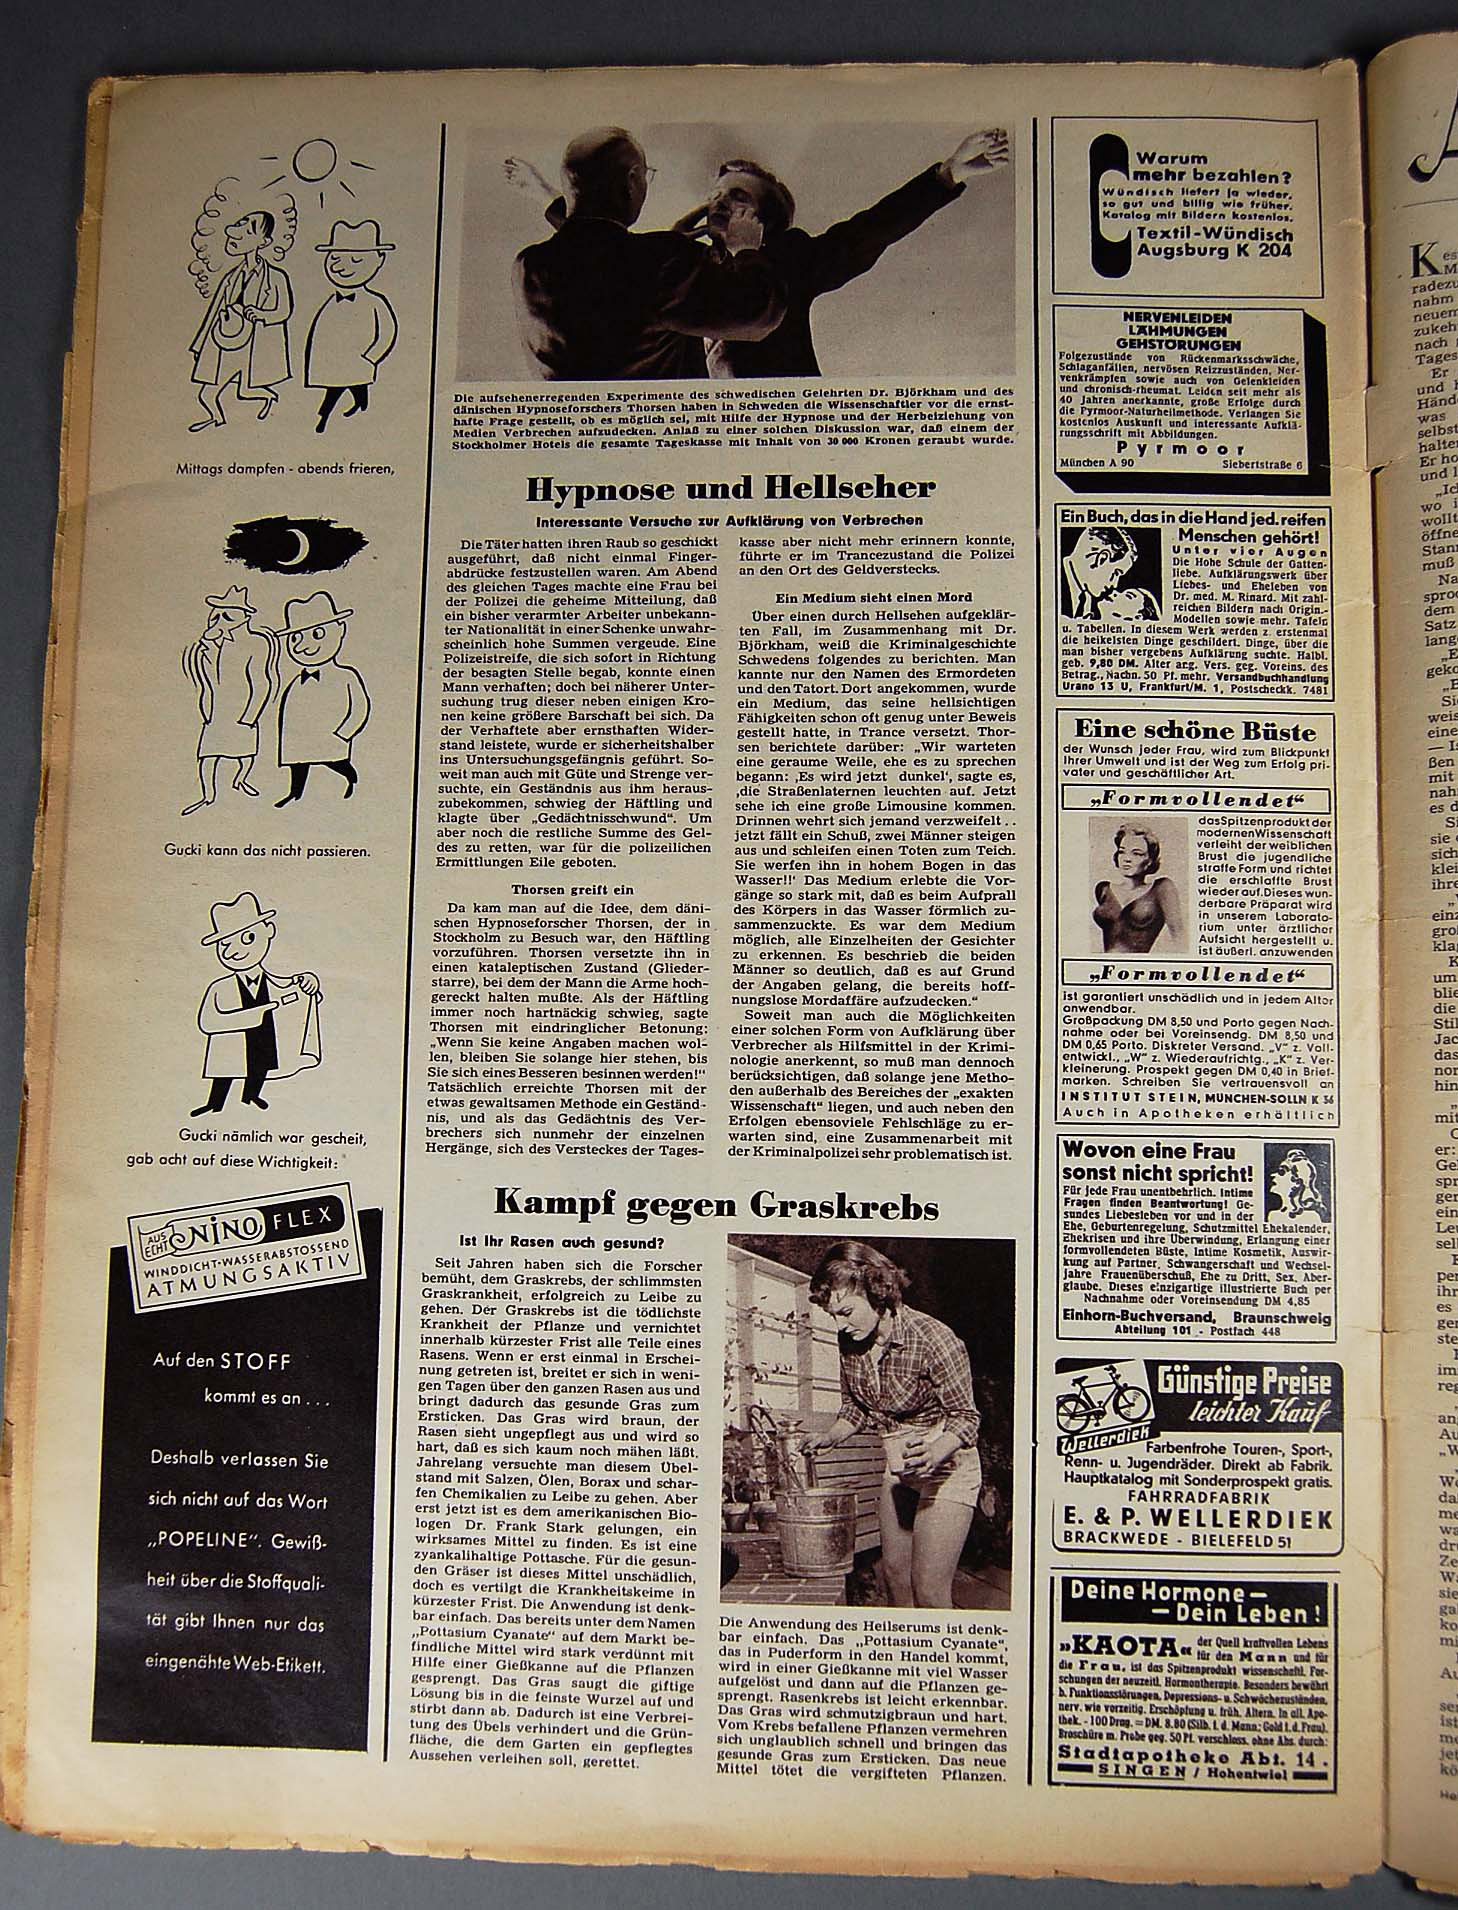 Mittags dampfen - abends frieren,
Gucki kann das nicht passieren.
Gucki nämlich war gescheit,
gab acht auf diese Wichtigkeit:
AUS
ECHT
NINO FLEX
WINDDICHT·WASSERABSTOSSEND
ATMUNGSAKTIV
Auf den STOFF
kommt es an ...
Deshalb verlassen Sie
sich nicht auf das Wort
„POPELINE“. Gewiß-
heit über die Stoffquali-
tät gibt Ihnen nur das
eingenähte Web-Etikett.
Die aufsehenerregenden Experimente des schwedischen Gelehrten Dr. Björkham und des
dänischen Hypnoseforschers Thorsen haben in Schweden die Wissenschaftler vor die ernst-
hafte Frage gestellt, ob es möglich sei, mit Hilfe der Hypnose und der Herbeiziehung von
Medien Verbrechen aufzudecken. Anlaß zu einer solchen Diskussion war, daß einem der
Stockholmer Hotels die gesamte Tageskasse mit Inhalt von 30 000 Kronen geraubt wurde.
Hypnose und Hellseher
Interessante Versuche zur Aufklärung von Verbrechen
Die Täter hatten ihren Raub so geschickt
ausgeführt, daß nicht einmal Finger-
abdrücke festzustellen waren. Am Abend
des gleichen Tages machte eine Frau bei
der Polizei die geheime Mitteilung, daß
ein bisher verarmter Arbeiter unbekann-
ter Nationalität in einer Schenke unwahr-
scheinlich hohe Summen vergeude. Eine
Polizeistreife, die sich sofort in Richtung
der besagten Stelle begab, konnte einen
Mann verhaften; doch bei näherer Unter-
suchung trug dieser neben einigen Kro-
nen keine größere Barschaft bei sich. Da
der Verhaftete aber ernsthaften Wider-
stand leistete, wurde er sicherheitshalber
ins Untersuchungsgefängnis geführt. So-
weit man auch mit Güte und Strenge ver-
suchte, ein Geständnis aus ihm heraus-
zubekommen, schwieg der Häftling und
klagte über „Gedächtnisschwund“. Um
aber noch die restliche Summe des Gel-
des zu retten, war für die polizeilichen
Ermittlungen Eile geboten.
Thorsen greift ein
Da kam man auf die Idee, dem däni-
schen Hypnoseforscher Thorsen, der in
Stockholm zu Besuch war, den Häftling
vorzuführen. Thorsen versetzte ihn in
einen kataleptischen Zustand (Glieder-
starre), bei dem der Mann die Arme hoch-
gereckt halten mußte. Als der Häftling
immer noch hartnäckig schwieg, sagte
Thorsen mit eindringlicher Betonung:
„Wenn Sie keine Angaben machen wol-
len, bleiben Sie solange hier stehen, bis
Sie sich eines Besseren besinnen werden!“
Tatsächlich erreichte Thorsen mit der
etwas gewaltsamen Methode ein Geständ-
nis, und als das Gedächtnis des Ver-
brechers sich nunmehr der einzelnen
Hergänge, sich des Versteckes der Tages-
kasse aber nicht mehr erinnern konnte,
führte er im Trancezustand die Polizei
an den Ort des Geldverstecks.
Ein Medium sieht einen Mord
Über einen durch Hellsehen aufgeklär-
ten Fall, im Zusammenhang mit Dr.
Björkham, weiß die Kriminalgeschichte
Schwedens folgendes zu berichten. Man
kannte nur den Namen des Ermordeten
und den Tatort. Dort angekommen, wurde
ein Medium, das seine hellsichtigen
Fähigkeiten schon oft genug unter Beweis
gestellt hatte, in Trance versetzt. Thor-
sen berichtete darüber: „Wir warteten
eine geraume Weile, ehe es zu sprechen
begann: ‚Es wird jetzt dunkel‘, sagte es,
‚die Straßenlaternen leuchten auf. Jetzt
sehe ich eine große Limousine kommen.
Drinnen wehrt sich jemand verzweifelt . .
jetzt fällt ein Schuß, zwei Männer steigen
aus und schleifen einen Toten zum Teich.
Sie werfen ihn in hohem Bogen in das
Wasser!!‘ Das Medium erlebte die Vor-
gänge so stark mit, daß es beim Aufprall
des Körpers in das Wasser förmlich zu-
sammenzuckte. Es war dem Medium
möglich, alle Einzelheiten der Gesichter
zu erkennen. Es beschrieb die beiden
Männer so deutlich, daß es auf Grund
der Angaben gelang, die bereits hoff-
nungslose Mordaffäre aufzudecken.“
Soweit man auch die Möglichkeiten
einer solchen Form von Aufklärung über
Verbrecher als Hilfsmittel in der Krimi-
nologie anerkennt, so muß man dennoch
berücksichtigen, daß solange jene Metho-
den außerhalb des Bereiches der „exakten
Wissenschaft“ liegen, und auch neben den
Erfolgen ebensoviele Fehlschläge zu er-
warten sind, eine Zusammenarbeit mit
der Kriminalpolizei sehr problematisch ist.
Kampf gegen Graskrebs
Ist Ihr Rasen auch gesund?
Seit Jahren haben sich die Forscher
bemüht, dem Graskrebs, der schlimmsten
Graskrankheit, erfolgreich zu Leibe zu
gehen. Der Graskrebs ist die tödlichste
Krankheit der Pflanze und vernichtet
innerhalb kürzester Frist alle Teile eines
Rasens. Wenn er erst einmal in Erschei-
nung getreten ist, breitet er sich in weni-
gen Tagen über den ganzen Rasen aus und
bringt dadurch das gesunde Gras zum
Ersticken. Das Gras wird braun, der
Rasen sieht ungepflegt aus und wird so
hart, daß es sich kaum noch mähen läßt.
Jahrelang versuchte man diesem Übel-
stand mit Salzen, Ölen, Borax und schar-
fen Chemikalien zu Leibe zu gehen. Aber
erst jetzt ist es dem amerikanischen Bio-
logen Dr. Frank Stark gelungen, ein
wirksames Mittel zu finden. Es ist eine
zyankalihaltige Pottasche. Für die gesun-
den Gräser ist dieses Mittel unschädlich,
doch es vertilgt die Krankheitskeime in
kürzester Frist. Die Anwendung ist denk-
bar einfach. Das bereits unter dem Namen
„Pottasium Cyanate“ auf dem Markt be-
findliche Mittel wird stark verdünnt mit
Hilfe einer Gießkanne auf die Pflanzen
gesprengt. Das Gras saugt die giftige
Lösung bis in die feinste Wurzel auf und
stirbt dann ab. Dadurch ist eine Verbrei-
tung des Übels verhindert und die Grün-
fläche, die dem Garten ein gepflegtes
Aussehen verleihen soll, gerettet.
Die Anwendung des Heilserums ist denk-
bar einfach. Das „Pottasium Cyanate“,
das in Puderform in den Handel kommt,
wird in einer Gießkanne mit viel Wasser
aufgelöst und dann auf die Pflanzen ge-
sprengt. Rasenkrebs ist leicht erkennbar.
Das Gras wird schmutzigbraun und hart.
Vom Krebs befallene Pflanzen vermehren
sich unglaublich schnell und bringen das
gesunde Gras zum Ersticken. Das neue
Mittel tötet die vergifteten Pflanzen.
Warum
mehr bezahlen?
Wündisch liefert ja wieder,
so gut und billig wie früher.
Katalog mit Bildern kostenlos.
Textil-Wündisch
Augsburg K 204
NERVENLEIDEN
LÄHMUNGEN
GEHSTÖRUNGEN
Folgezustände von Rückenmarksschwäche,
Schlaganfällen, nervösen Reizzuständen, Ner-
venkrämpfen sowie auch von Gelenkleiden
und chronisch-rheumat. Leiden seit mehr als
40 Jahren anerkannte, große Erfolge durch
die Pyrmoor-Naturheilmethode. Verlangen Sie
kostenlos Auskunft und interessante Aufklä-
rungsschrift mit Abbildungen.
Pyrmoor
München A 90 Siebertstraße 6
Ein Buch, das in die Hand jed. reifen
Menschen gehört!
Unter vier Augen
Die Hohe Schule der Gatten-
liebe. Aufklärungswerk über
Liebes- und Eheleben von
Dr. med. M. Rinard. Mit zahl-
reichen Bildern nach Origin.-
Modellen sowie mehr. Tafeln
u. Tabellen. In diesem Werk werden z. erstenmal
die heikelsten Dinge geschildert. Dinge, über die
man bisher vergebens Aufklärung suchte. Halbl.
geb. 9,80 DM. Alter ang. Vers. geg. Voreins. des
Betrag., Nachn. 50 Pf. mehr. Versandbuchhandlung
Urano 13 U, Frankfurt/M. 1, Postscheckk. 7481
Eine schöne Büste
der Wunsch jeder Frau, wird zum Blickpunkt
Ihrer Umwelt und ist der Weg zum Erfolg pri-
vater und geschäftlicher Art.
„Formvollendet“
das Spitzenprodukt der
modernen Wissenschaft
verleiht der weiblichen
Brust die jugendliche
straffe Form und richtet
die erschlaffte Brust
wieder auf. Dieses wun-
derbare Präparat wird
in unserem Laborato-
rium unter ärztlicher
Aufsicht hergestellt u.
ist äußerl. anzuwenden
„Formvollendet“
ist garantiert unschädlich und in jedem Alter
anwendbar.
Großpackung DM 8,50 und Porto gegen Nach-
nahme oder bei Voreinsendg. DM 8,50 und
DM 0,65 Porto. Diskreter Versand. „V“ z. Voll-
entwickl., „W“ z. Wiederaufrichtg., „K“ z. Ver-
kleinerung. Prospekt gegen DM 0,40 in Brief-
marken. Schreiben Sie vertrauensvoll an
INSTITUT STEIN, MÜNCHEN-SOLLN K 36
Auch in Apotheken erhältlich
Wovon eine Frau
sonst nicht spricht!
Für jede Frau unentbehrlich. Intime
Fragen finden Beantwortung! Ge-
sundes Liebesleben vor und in der
Ehe, Geburtenregelung, Schutzmittel Ehekalender,
Ehekrisen und ihre Überwindung, Erlangung einer
formvollendeten Büste, Intime Kosmetik, Auswir-
kung auf Partner, Schwangerschaft und Wechsel-
jahre Frauenüberschuß, Ehe zu Dritt, Sex. Aber-
glaube. Dieses einzigartige illustrierte Buch per
Nachnahme oder Voreinsendung DM 4,85
Einhorn-Buchversand, Braunschweig
Abteilung 101 - Postfach 448
Günstige Preise
leichter Kauf
Wellerdiek
Farbenfrohe Touren-, Sport-,
Renn- u. Jugendräder. Direkt ab Fabrik.
Hauptkatalog mit Sonderprospekt gratis.
FAHRRADFABRIK
E. & P. WELLERDIEK
BRACKWEDE - BIELEFELD 51
Deine Hormone —
— Dein Leben!
»KAOTA« der Quell kraftvollen Lebens
für den Mann und für
die Frau, ist das Spitzenprodukt wissenschaftl. For-
schungen der neuzeitl. Hormontherapie. Besonders bewährt
b. Funktionsstörungen, Depressions- u. Schwächezuständen,
nerv. wie vorzeitig. Erschöpfung u. früh. Altern. In all. Apo-
thek. - 100 Drag. = DM. 8.80 (Silb. f. d. Mann; Gold f. d. Frau).
Broschüre m. Probe geg. 50 Pf. verschloss. ohne Abs. durch:
Stadtapotheke Abt. 14 .
SINGEN / Hohentwiel